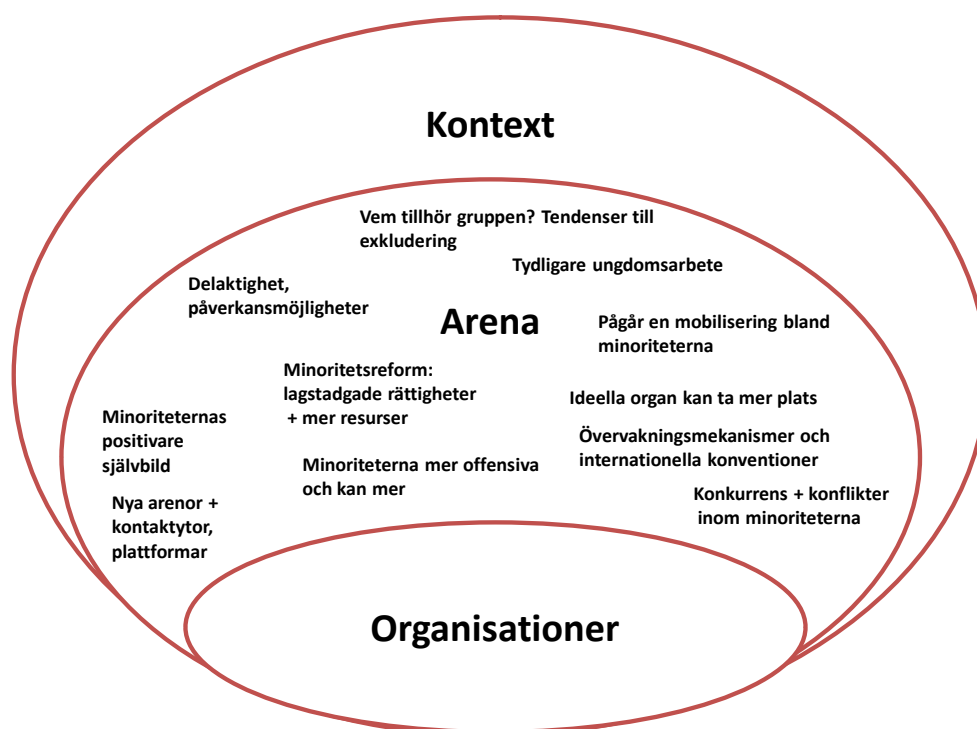 Kontext
Vem tillhör gruppen? Tendenser till
exkludering
Tydligare ungdomsarbete
Delaktighet,
påverkansmöjligheter
Arena
Pågår en mobilisering bland
minoriteterna
Minoritetsreform:
lagstadgade rättigheter
+ mer resurser
Ideella organ kan ta mer plats
Minoriteternas
positivare
självbild
Övervakningsmekanismer och
internationella konventioner
Minoriteterna mer offensiva
och kan mer
Konkurrens + konflikter
inom minoriteterna
Nya arenor +
kontaktytor,
plattformar
Organisationer